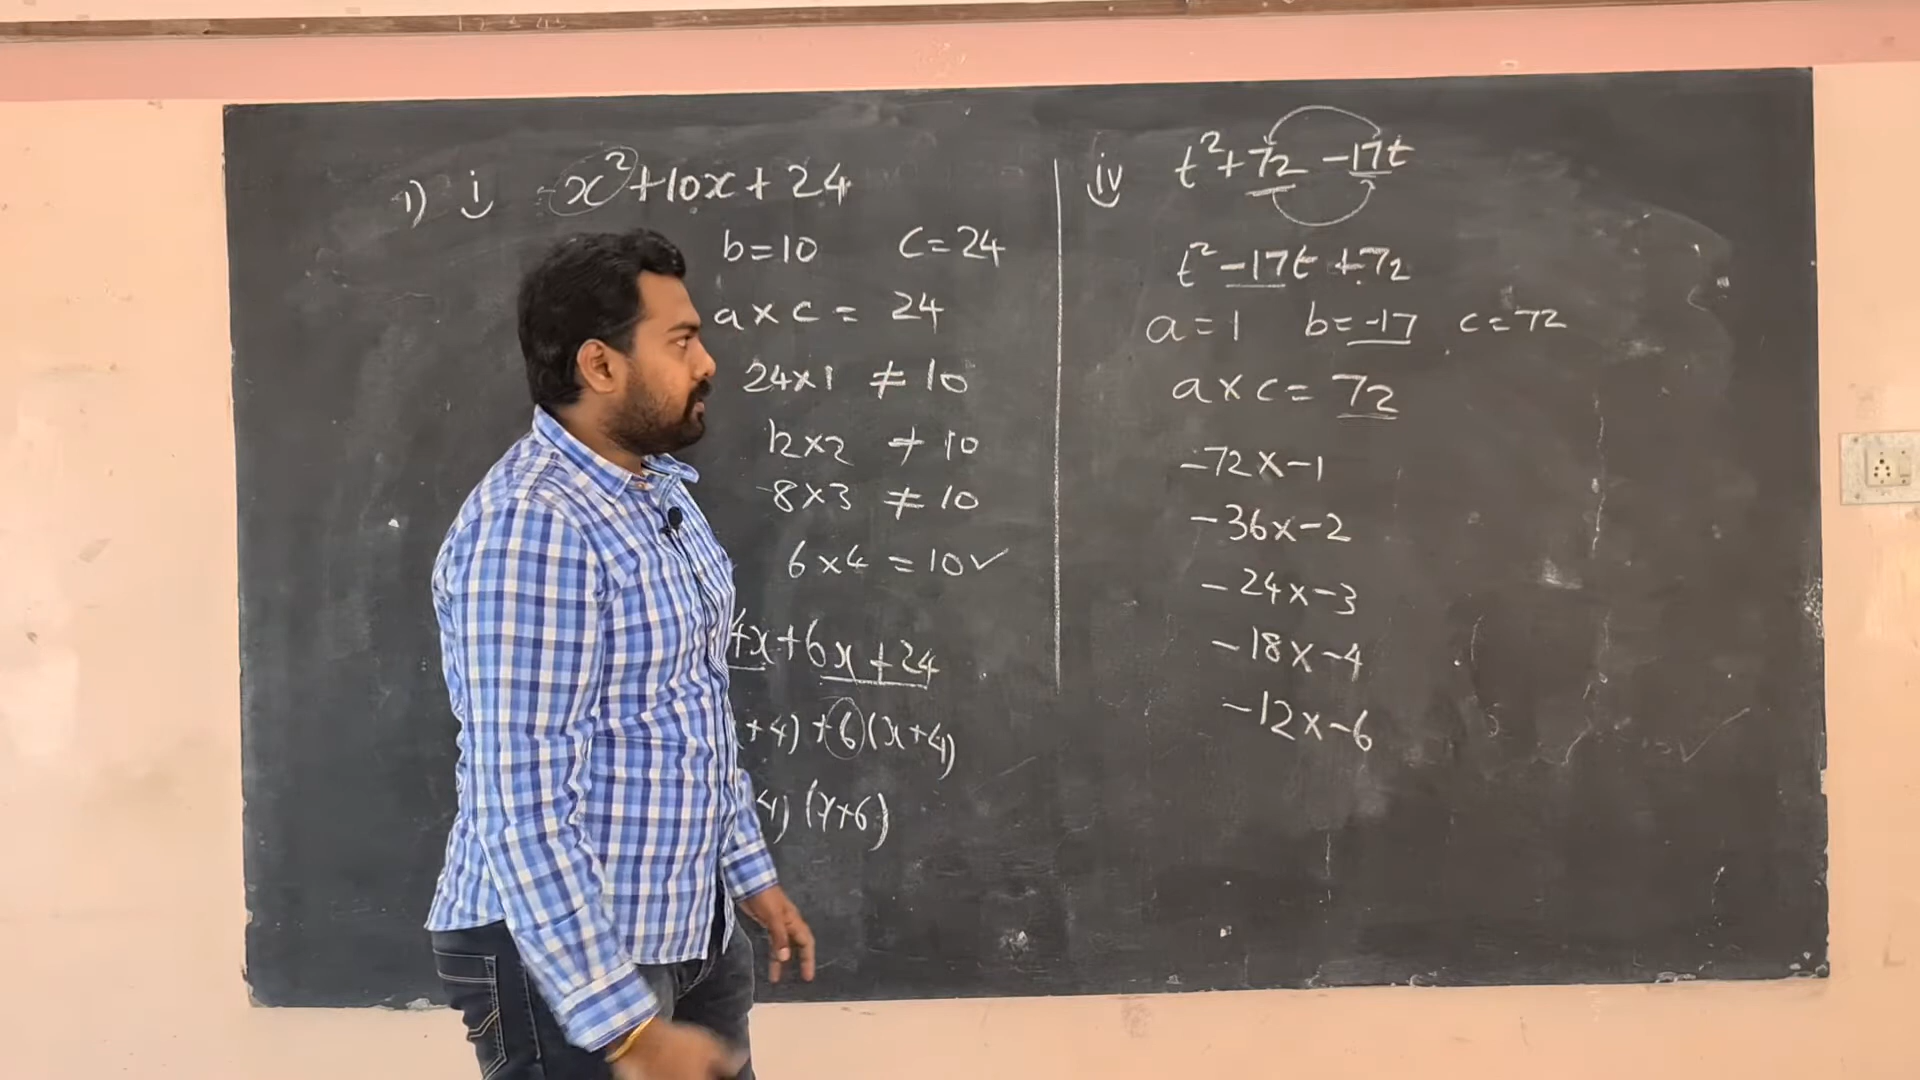 1) i x²+10x+24
b=10 c=24
a×c= 24
24×1 ≠ 10
12×2 ≠ 10
8×3 ≠ 10
6×4 = 10✓
4x+6x+24
+4)+6(x+4)
4)(x+6)
iv t²+72-17t
t²-17t+72
a=1 b=-17 c=72
a×c= 72
-72×-1
-36×-2
-24×-3
-18×-4
-12×-6